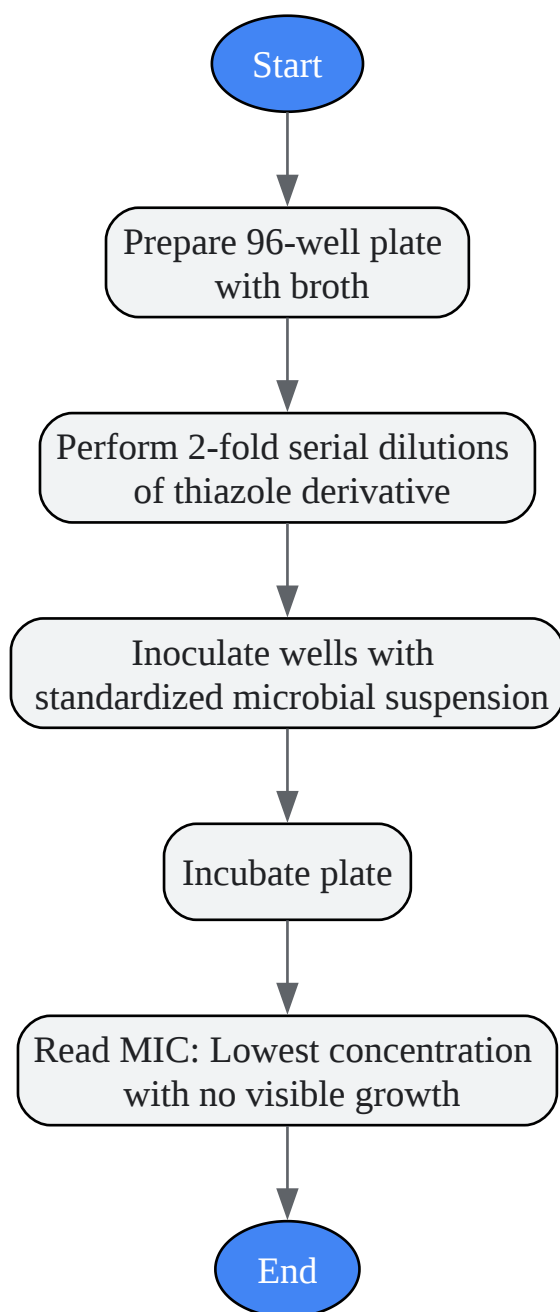 Start
Prepare 96-well plate
with broth
Perform 2-fold serial dilutions
of thiazole derivative
Inoculate wells with
standardized microbial suspension
Incubate plate
Read MIC: Lowest concentration
with no visible growth
End